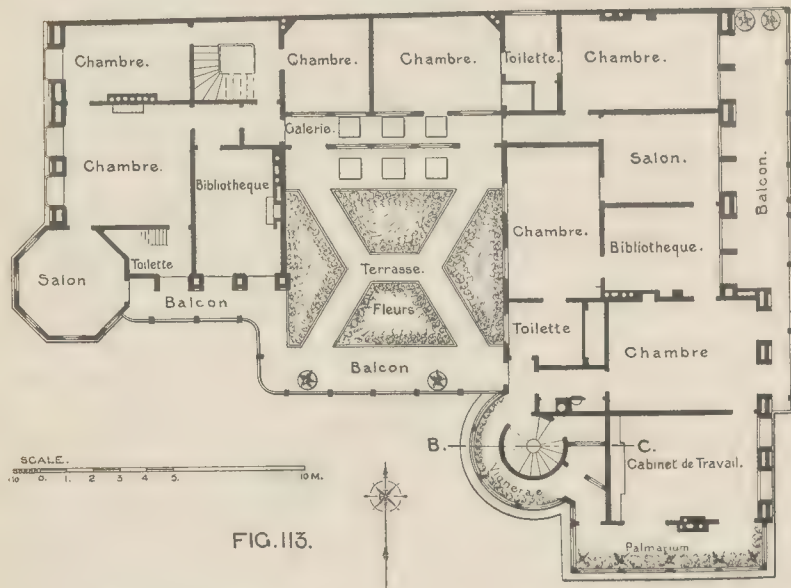 Chambre.
Chambre.
Chambre.
Toilette.
Chambre.
Galerie.
Chambre.
Bibliotheque
Salon.
Balcon.
Chambre.
Bibliotheque.
Salon
Toilette
Terrasse.
Balcon
Fleurs
Toilette
Chambre
Balcon
B.
C.
SCALE.
Cabinet de Travail.
10 0. 1. 2 3 4 5. 10 M.
FIG.113.
Palmarium